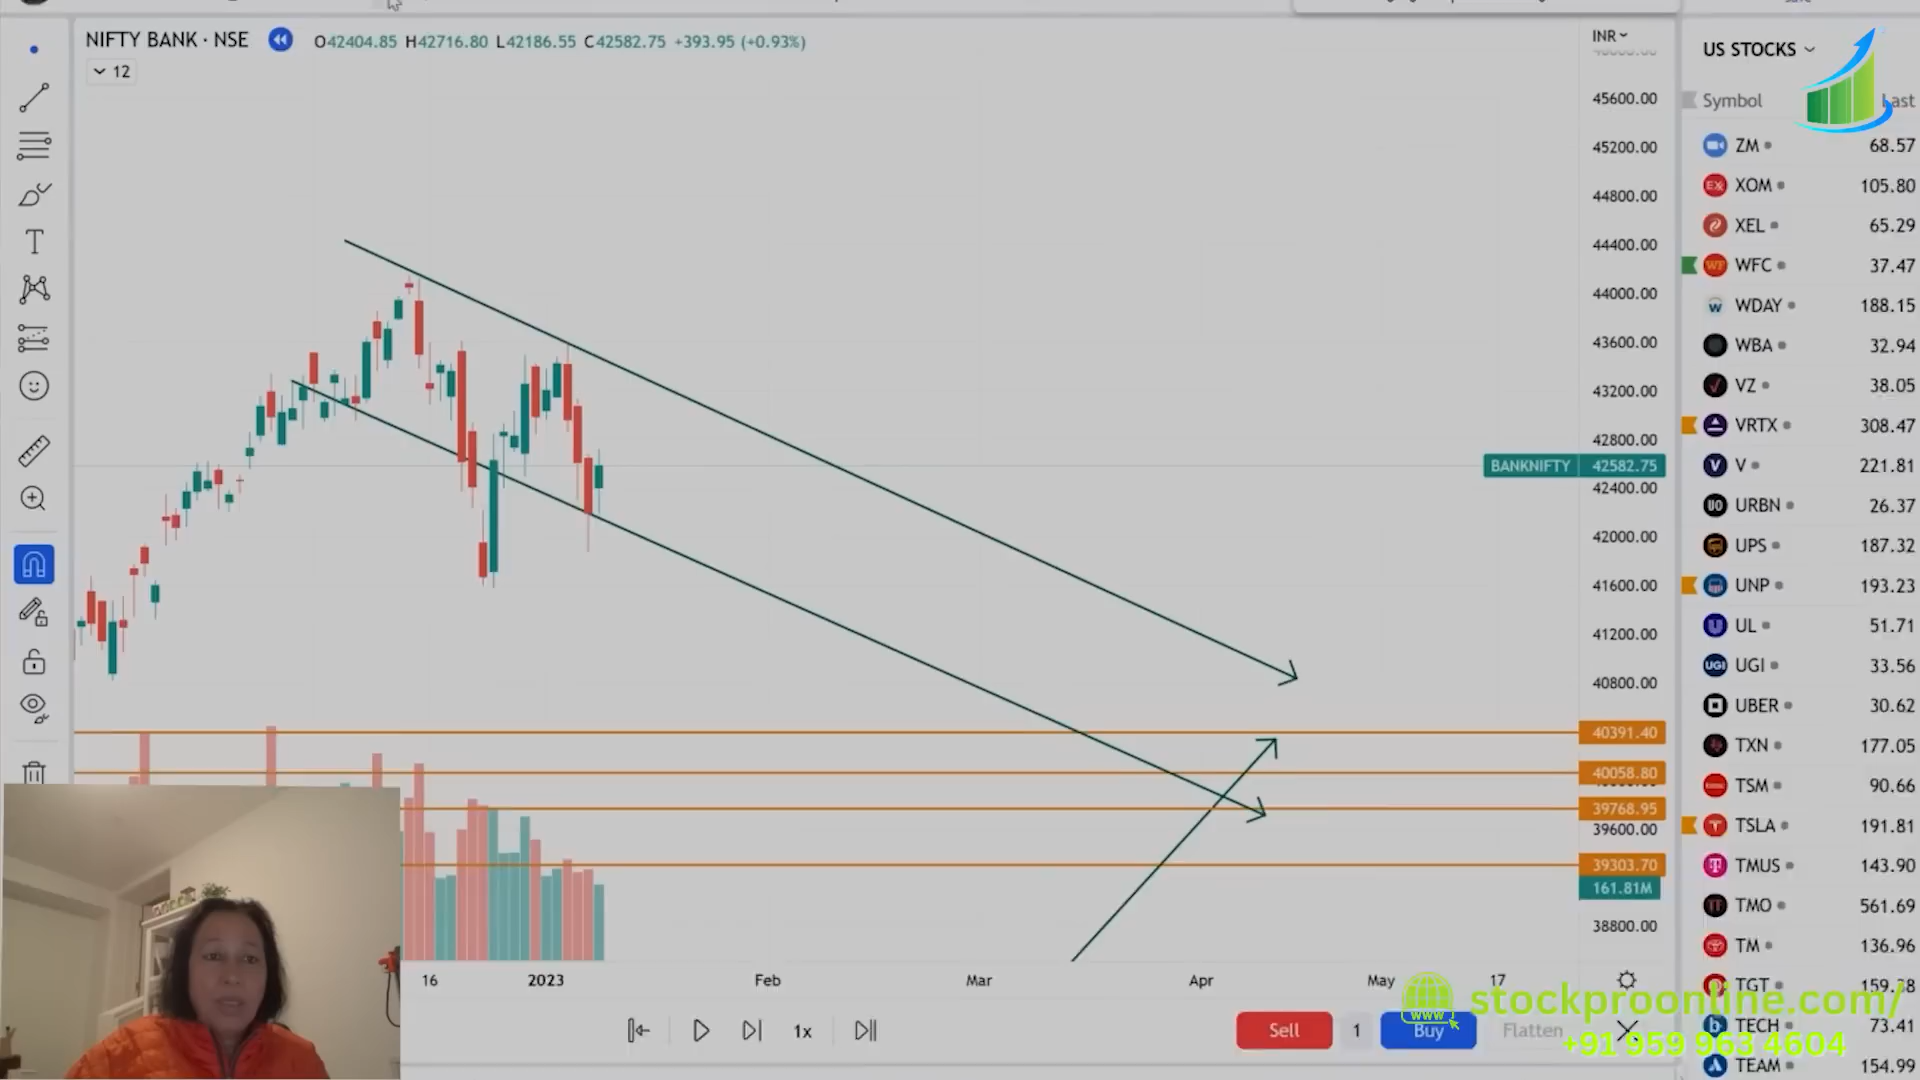 NIFTY BANK · NSE
O42404.85 H42716.80 L42186.55 C42582.75 +393.95 (+0.93%)
12
INR
45600.00
45200.00
44800.00
44400.00
44000.00
43600.00
43200.00
42800.00
BANKNIFTY 42582.75
42400.00
42000.00
41600.00
41200.00
40800.00
40391.40
40058.80
39768.95
39600.00
39303.70
161.81M
38800.00
16 2023 Feb Mar Apr May 17
1x
Sell 1 Buy Flatten
US STOCKS
Symbol Last
ZM 68.57
XOM 105.80
XEL 65.29
WFC 37.47
WDAY 188.15
WBA 32.94
VZ 38.05
VRTX 308.47
V 221.81
URBN 26.37
UPS 187.32
UNP 193.23
UL 51.71
UGI 33.56
UBER 30.62
TXN 177.05
TSM 90.66
TSLA 191.81
TMUS 143.90
TMO 561.69
TM 136.96
TGT
TECH 73.41
TEAM 154.99
WWW
stockproonline.com/
+91 959 963 4604